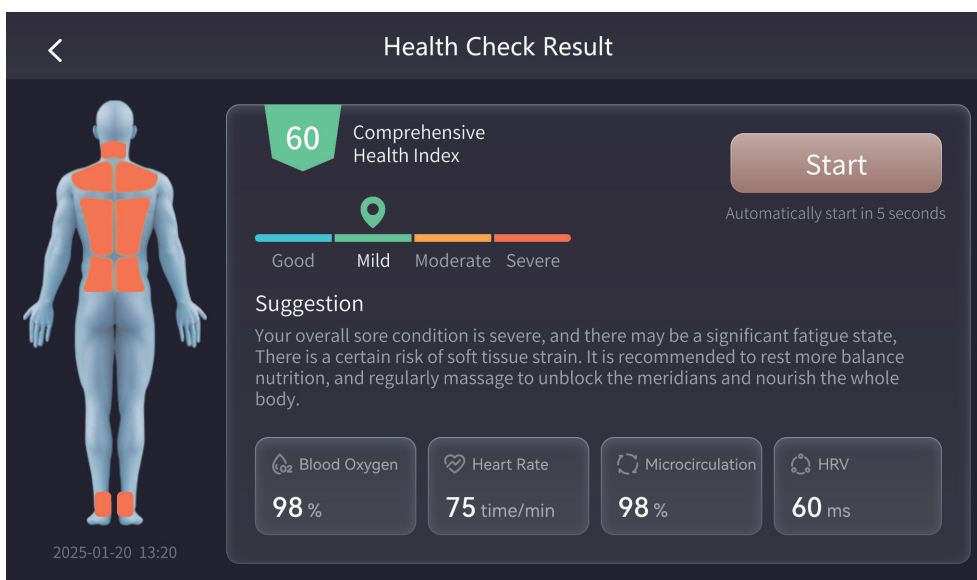 Health Check Result
60
Comprehensive
Health Index
Start
Automatically start in 5 seconds
Good Mild Moderate Severe
Suggestion
Your overall sore condition is severe, and there may be a significant fatigue state,
There is a certain risk of soft tissue strain. It is recommended to rest more balance
nutrition, and regularly massage to unblock the meridians and nourish the whole
body.
O2 Blood Oxygen
98 %
Heart Rate
75 time/min
Microcirculation
98 %
HRV
60 ms
2025-01-20 13:20